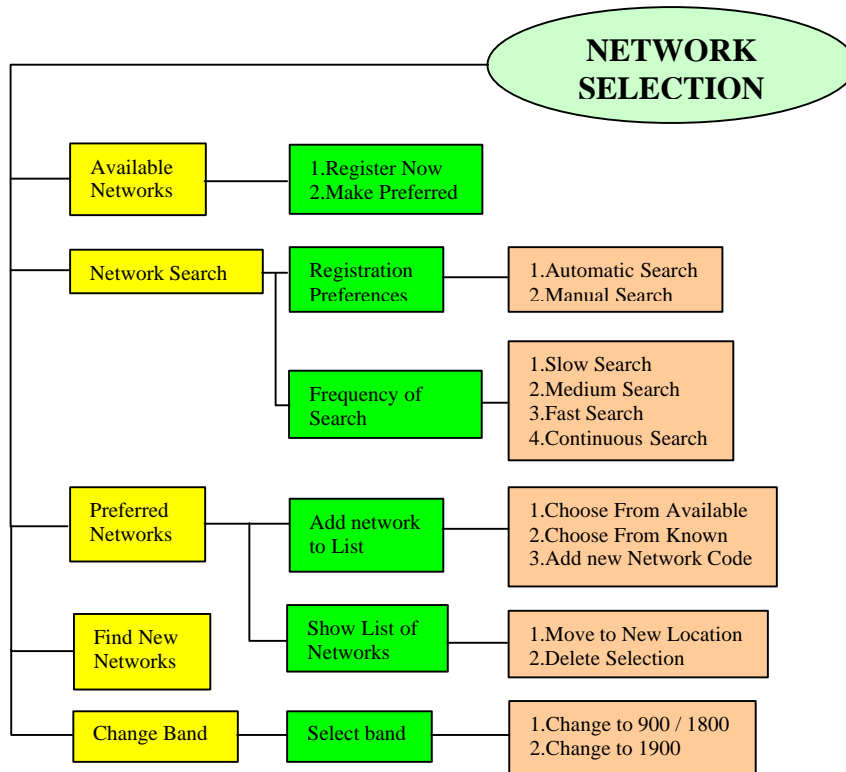 NETWORK
SELECTION
Available
Networks
1.Register Now
2.Make Preferred
Network Search
Registration
Preferences
1.Automatic Search
2.Manual Search
Frequency of
Search
1.Slow Search
2.Medium Search
3.Fast Search
4.Continuous Search
Preferred
Networks
Add network
to List
1.Choose From Available
2.Choose From Known
3.Add new Network Code
Show List of
Networks
1.Move to New Location
2.Delete Selection
Find New
Networks
Change Band
Select band
1.Change to 900 / 1800
2.Change to 1900